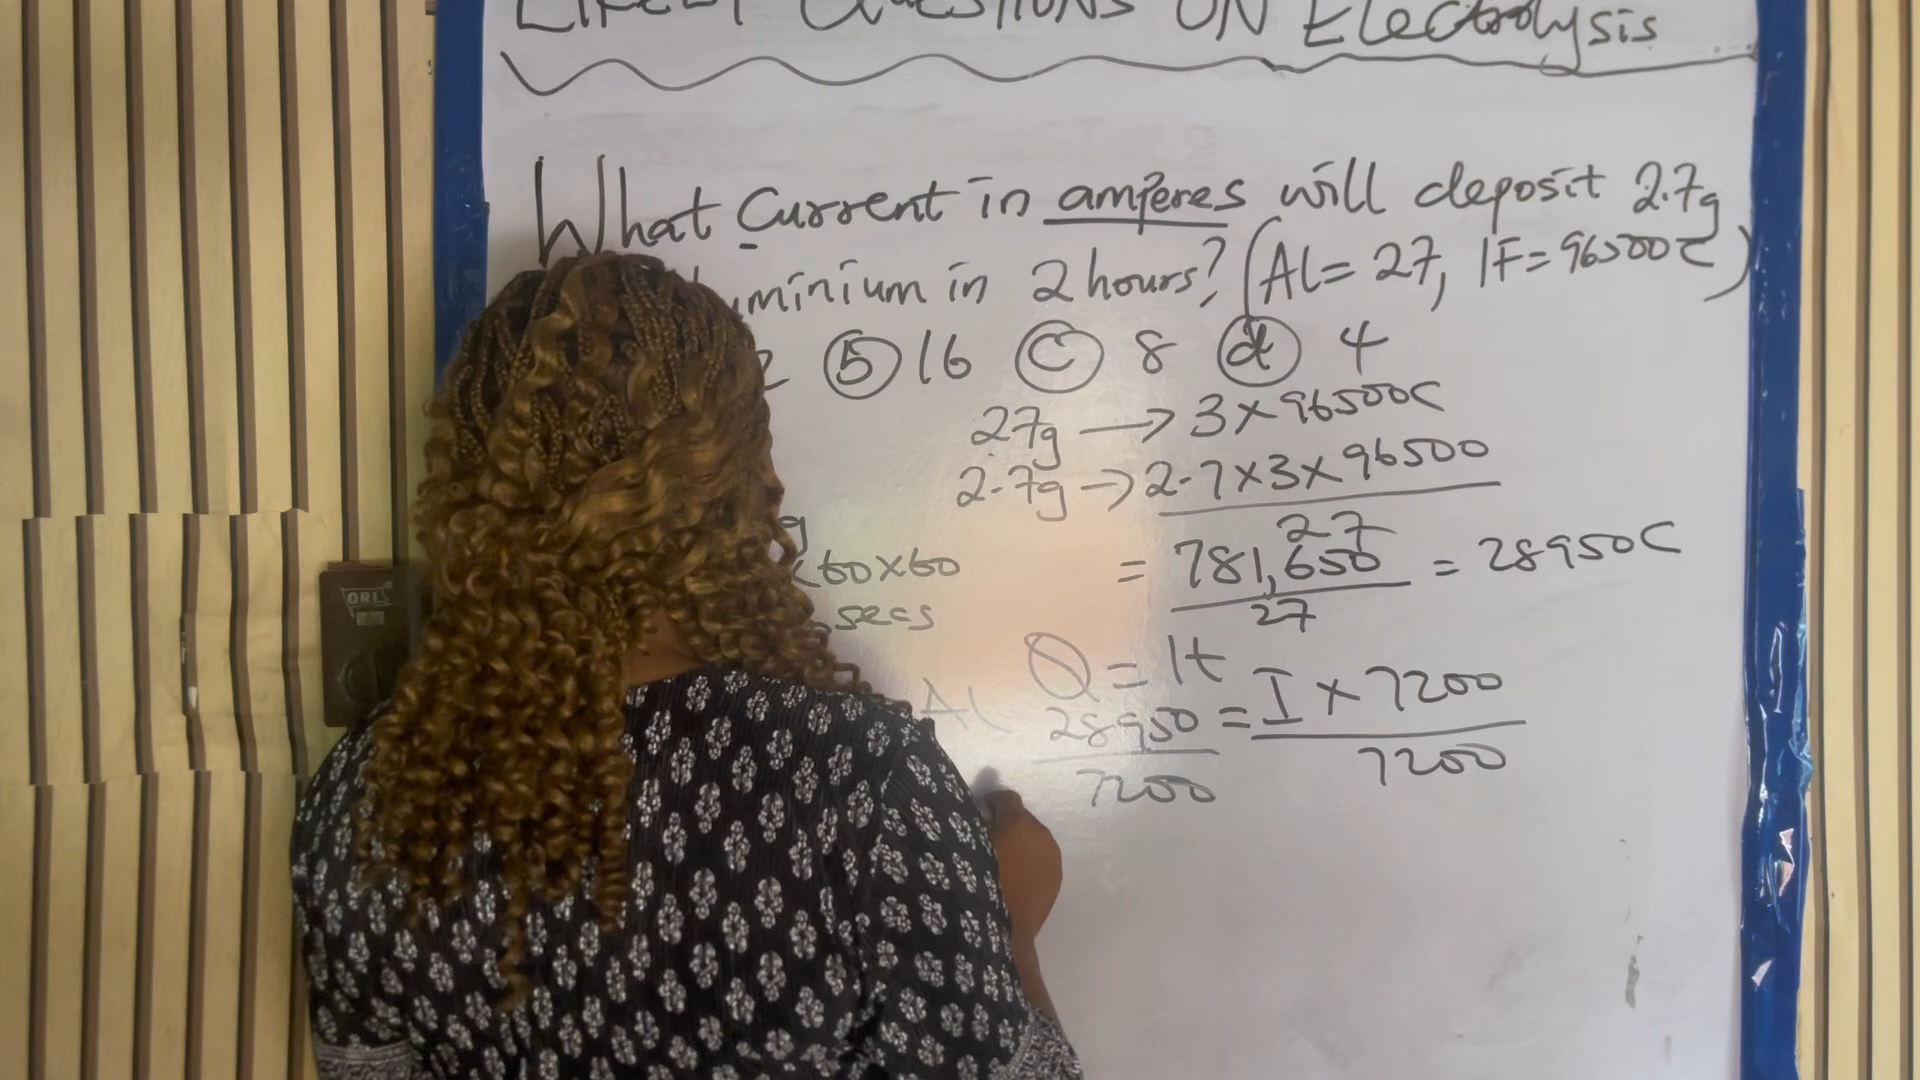 LIKELY QUESTIONS ON Electrolysis
What Current in amperes will deposit 2.7g
uminium in 2 hours? (Al = 27, 1F = 96500C)
2 (b) 16 (c) 8 (d) 4
27g → 3 × 96500C
2.7g → 2.7 × 3 × 96500
27
g
×60×60
= 781,650 = 28950C
27
secs
Q = It
Al
28950 = I × 7200
7200 7200
ORL